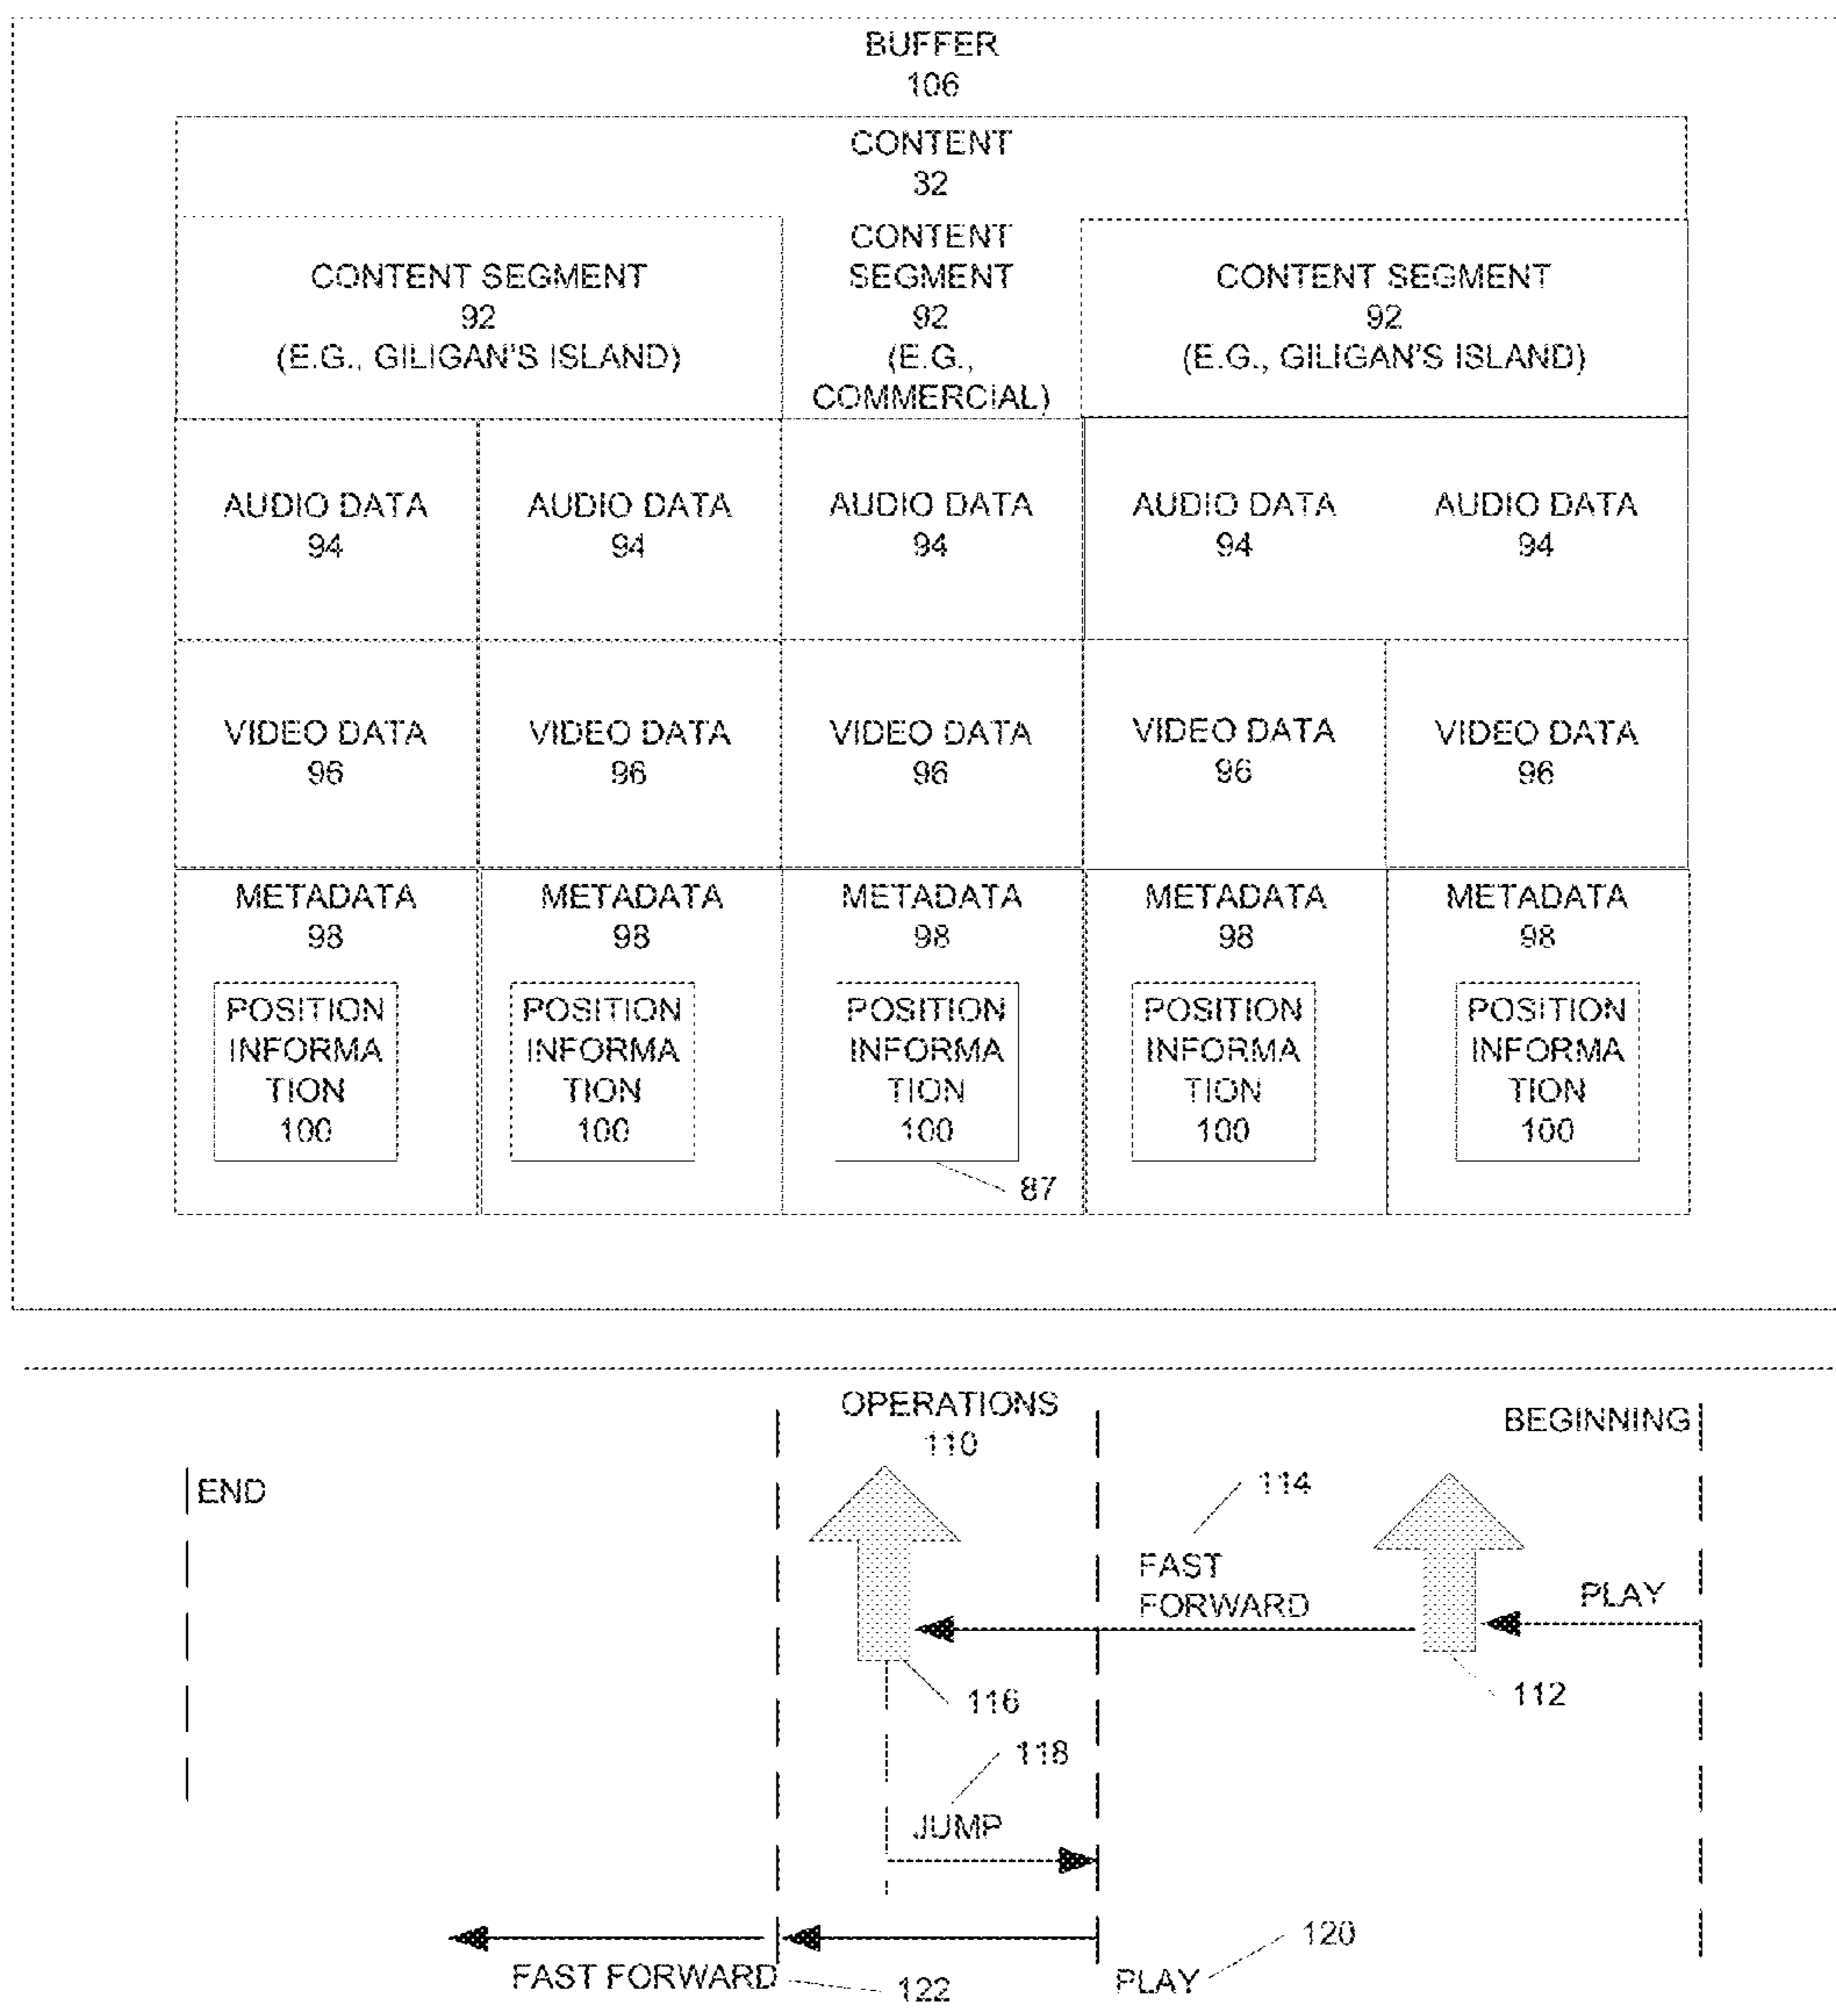 BUFFER
106
CONTENT
32
CONTENT SEGMENT
92
(E.G., GILIGAN'S ISLAND)
CONTENT
SEGMENT
92
(E.G.,
COMMERCIAL)
CONTENT SEGMENT
92
(E.G., GILIGAN'S ISLAND)
AUDIO DATA
94
AUDIO DATA
94
AUDIO DATA
94
AUDIO DATA
94
AUDIO DATA
94
VIDEO DATA
96
VIDEO DATA
96
VIDEO DATA
96
VIDEO DATA
96
VIDEO DATA
96
METADATA
98
METADATA
98
METADATA
98
METADATA
98
METADATA
98
POSITION
INFORMA
TION
100
POSITION
INFORMA
TION
100
POSITION
INFORMA
TION
100
POSITION
INFORMA
TION
100
POSITION
INFORMA
TION
100
87
OPERATIONS
110
BEGINNING
END
114
FAST
FORWARD
PLAY
116
112
118
JUMP
120
FAST FORWARD
122
PLAY